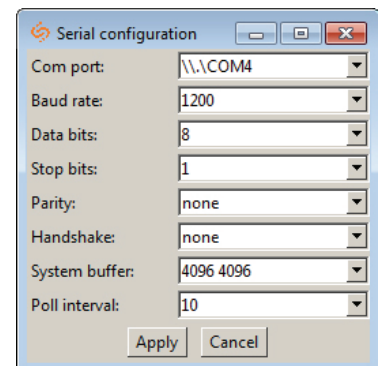 Serial configuration
Com port: \\.\COM4
Baud rate: 1200
Data bits: 8
Stop bits: 1
Parity: none
Handshake: none
System buffer: 4096 4096
Poll interval: 10
Apply Cancel